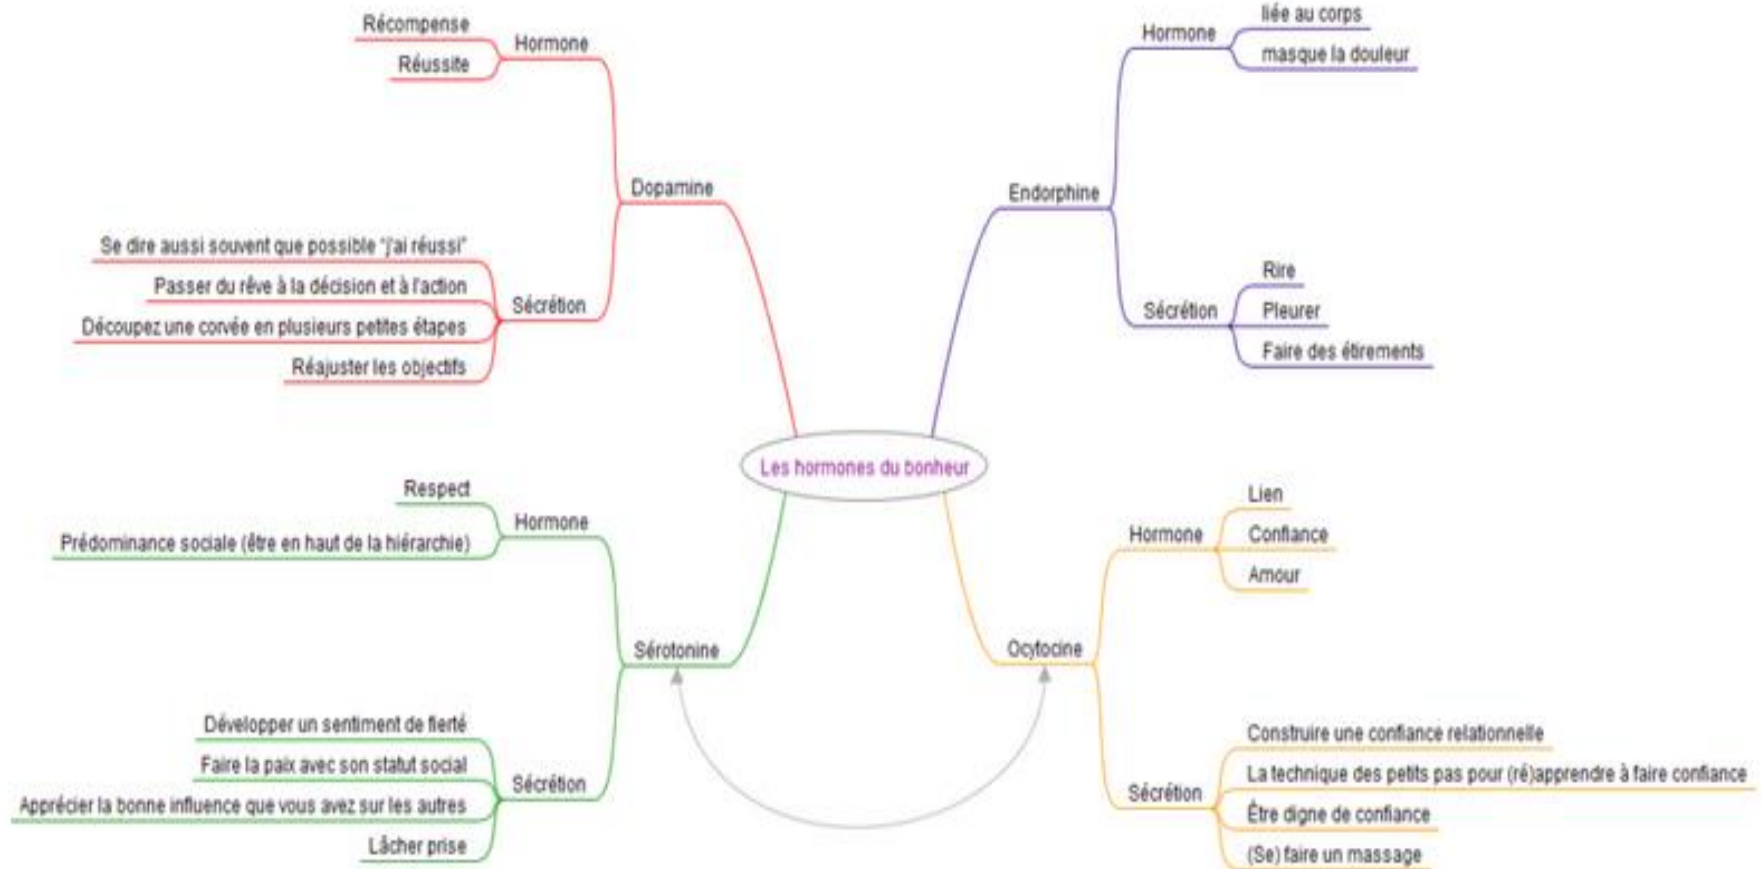 Les hormones du bonheur
Dopamine
Hormone
Récompense
Réussite
Sécrétion
Se dire aussi souvent que possible "j'ai réussi"
Passer du rêve à la décision et à l'action
Découpez une corvée en plusieurs petites étapes
Réajuster les objectifs
Endorphine
Hormone
liée au corps
masque la douleur
Sécrétion
Rire
Pleurer
Faire des étirements
Sérotonine
Hormone
Respect
Prédominance sociale (être en haut de la hiérarchie)
Sécrétion
Développer un sentiment de fierté
Faire la paix avec son statut social
Apprécier la bonne influence que vous avez sur les autres
Lâcher prise
Ocytocine
Hormone
Lien
Confiance
Amour
Sécrétion
Construire une confiance relationnelle
La technique des petits pas pour (ré)apprendre à faire confiance
Être digne de confiance
(Se) faire un massage